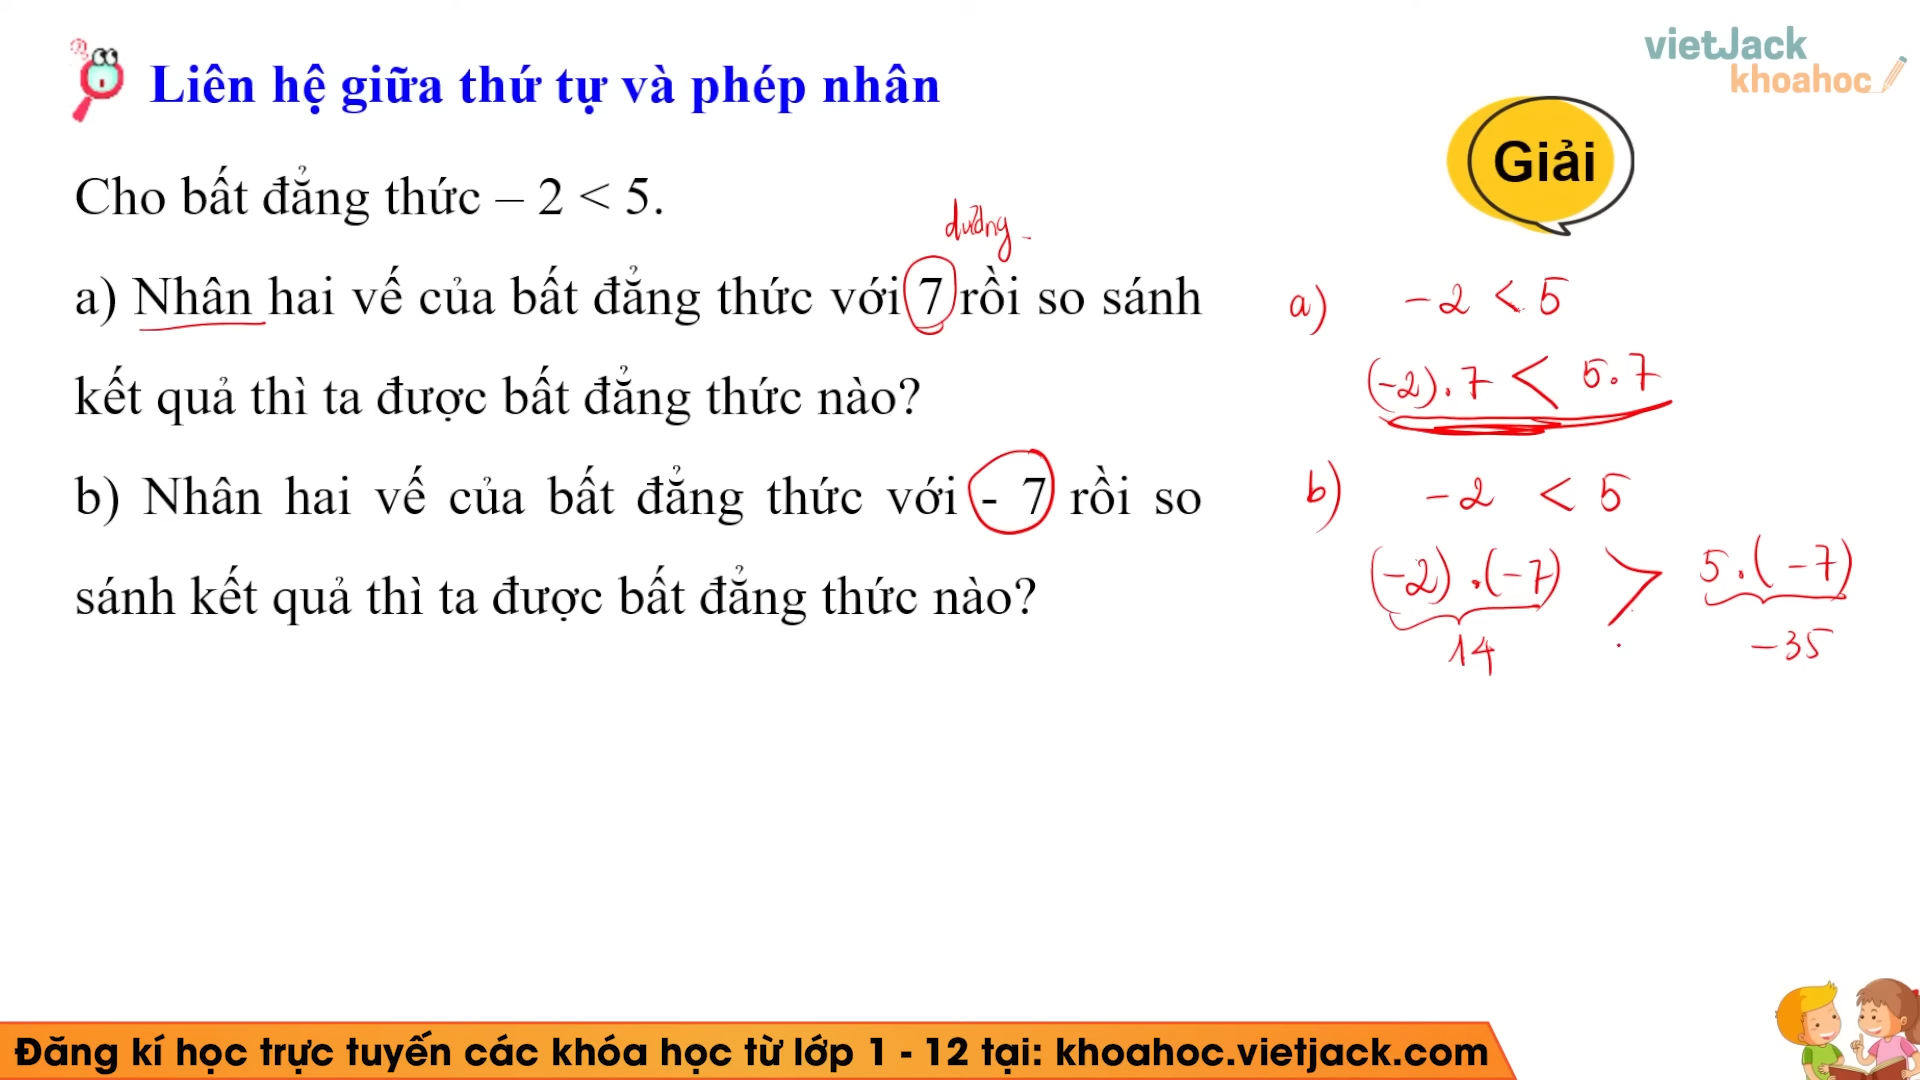 vietJack
khoahoc
Liên hệ giữa thứ tự và phép nhân
Giải
Cho bất đẳng thức – 2 < 5.
dương
a) Nhân hai vế của bất đẳng thức với 7 rồi so sánh
kết quả thì ta được bất đẳng thức nào?
b) Nhân hai vế của bất đẳng thức với - 7 rồi so
sánh kết quả thì ta được bất đẳng thức nào?
a) -2 < 5
(-2).7 < 5.7
b) -2 < 5
(-2).(-7) > 5.(-7)
14 -35
Đăng kí học trực tuyến các khóa học từ lớp 1 - 12 tại: khoahoc.vietjack.com